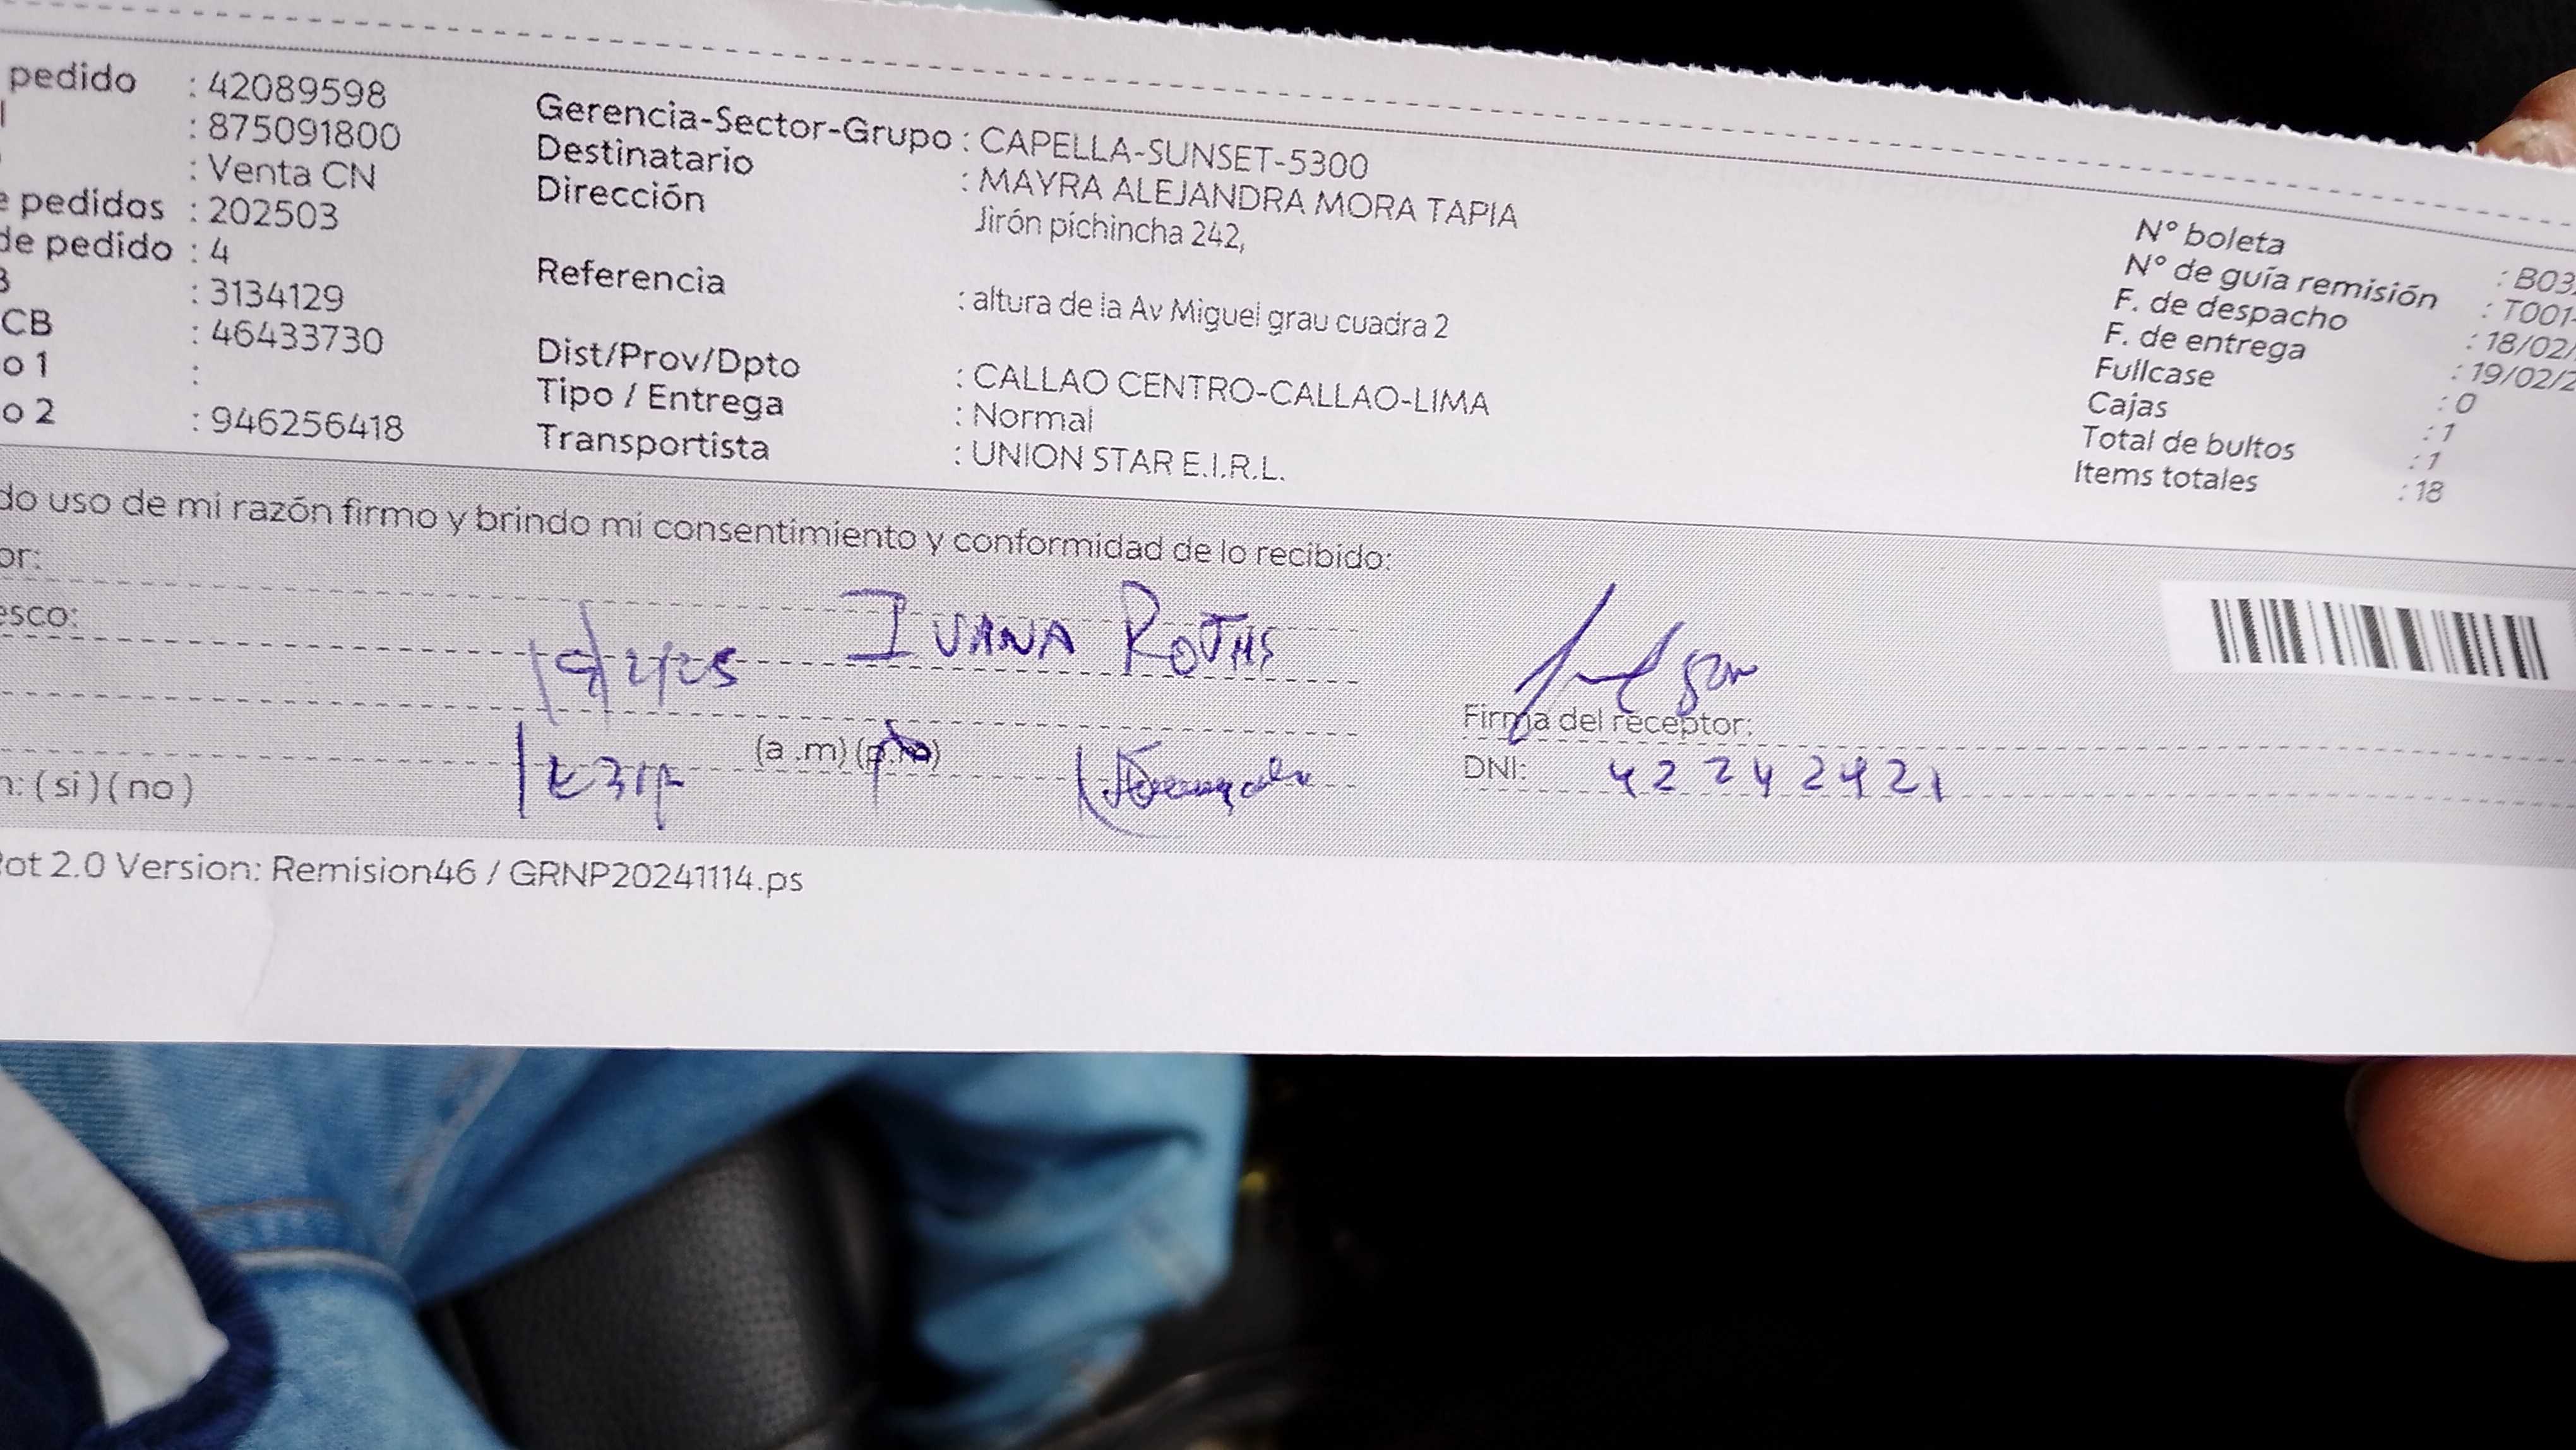 pedido : 42089598
: 875091800
: Venta CN
e pedidos : 202503
de pedido : 4
: 3134129
CB : 46433730
o 1 :
o 2 : 946256418
Gerencia-Sector-Grupo : CAPELLA-SUNSET-5300
Destinatario : MAYRA ALEJANDRA MORA TAPIA
Dirección Jirón pichincha 242,
Referencia : altura de la Av Miguel grau cuadra 2
Dist/Prov/Dpto : CALLAO CENTRO-CALLAO-LIMA
Tipo / Entrega : Normal
Transportista : UNION STAR E.I.R.L.
N° boleta : B03
N° de guía remisión : T001-
F. de despacho : 18/02/
F. de entrega : 19/02/2
Fullcase : 0
Cajas : 1
Total de bultos : 1
Items totales : 18
do uso de mi razón firmo y brindo mi consentimiento y conformidad de lo recibido:
or:
esco:
IVANA
19/2/25
Firma del receptor:
(a .m) (p.m)
DNI: 42242421
n: ( si ) ( no )
ot 2.0 Version: Remision46 / GRNP20241114.ps